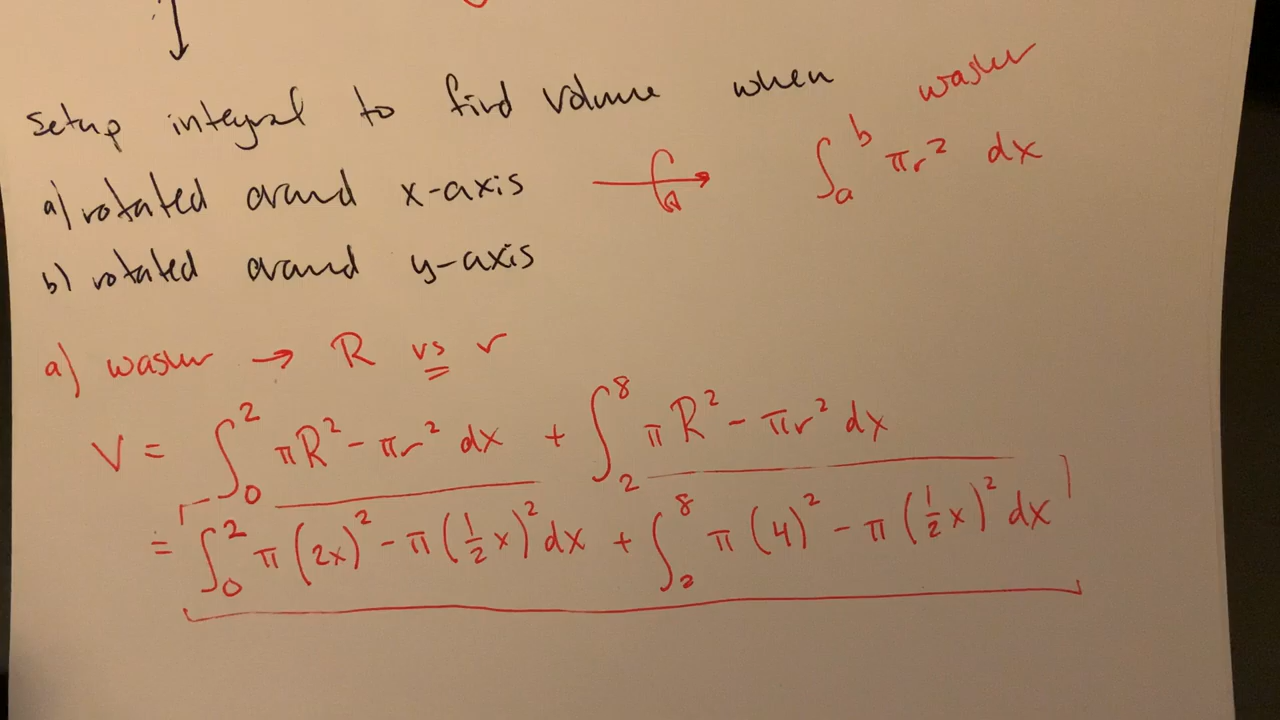 Setup integral to find volume when
washer
a) rotated around x-axis
∫_a^b πr² dx
b) rotated around y-axis
a) washer → R vs r
V = ∫_0^2 πR² - πr² dx + ∫_2^8 πR² - πr² dx
= ∫_0^2 π(2x)² - π(½x)² dx + ∫_2^8 π(4)² - π(½x)² dx